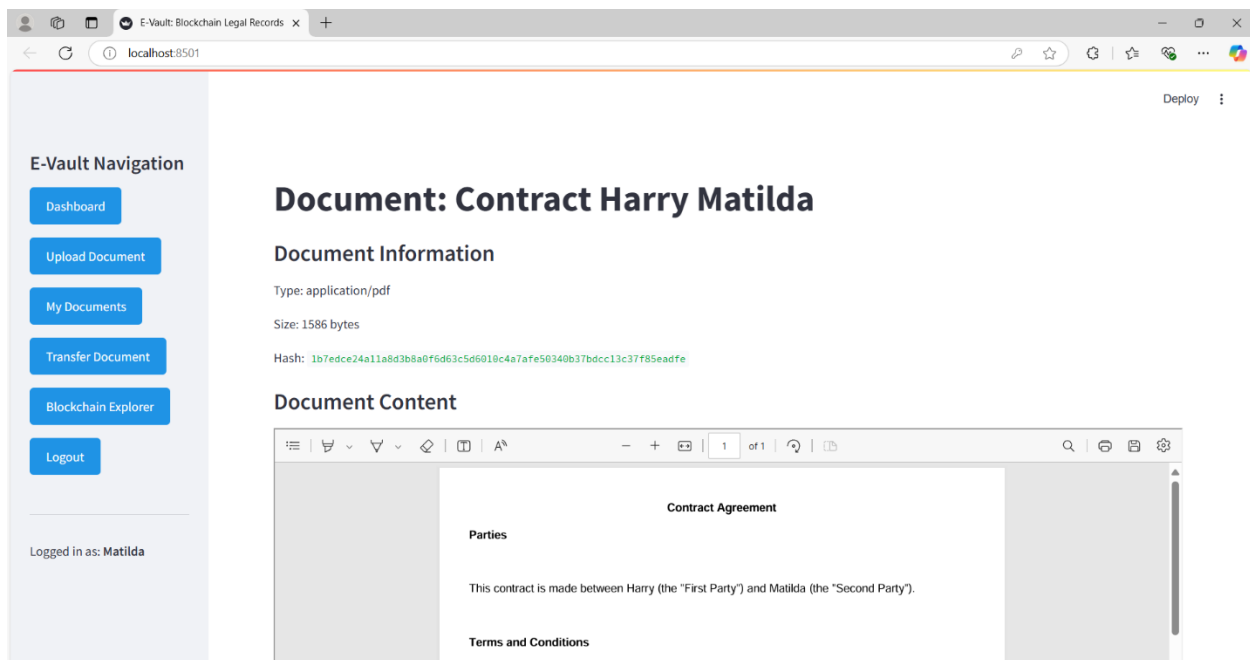 E-Vault: Blockchain Legal Records
localhost:8501
Deploy
E-Vault Navigation
Dashboard
Upload Document
My Documents
Transfer Document
Blockchain Explorer
Logout
Logged in as: Matilda
Document: Contract Harry Matilda
Document Information
Type: application/pdf
Size: 1586 bytes
Hash: 1b7edce24a11a8d3b8a0f6d63c5d6010c4a7afe50340b37bdcc13c37f85eadfe
Document Content
1 of 1
Contract Agreement
Parties
This contract is made between Harry (the "First Party") and Matilda (the "Second Party").
Terms and Conditions